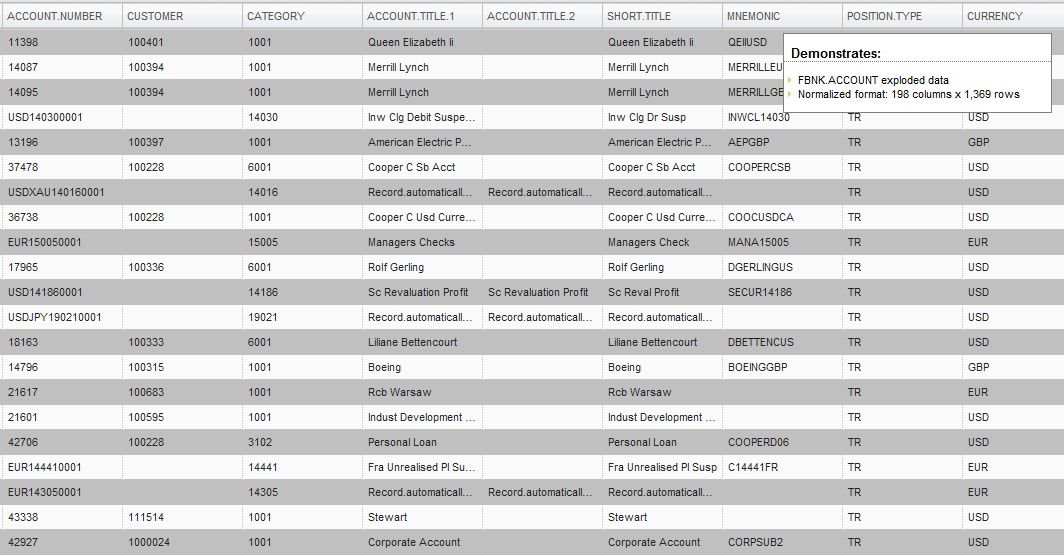 ACCOUNT.NUMBER CUSTOMER CATEGORY ACCOUNT.TITLE.1 ACCOUNT.TITLE.2 SHORT.TITLE MNEMONIC POSITION.TYPE CURRENCY
11398 100401 1001 Queen Elizabeth Ii Queen Elizabeth Ii QEIIUSD
Demonstrates:
14087 100394 1001 Merrill Lynch Merrill Lynch MERRILLEU
FBNK.ACCOUNT exploded data
14095 100394 1001 Merrill Lynch Merrill Lynch MERRILLGE
Normalized format: 198 columns x 1,369 rows
USD140300001 14030 Inw Clg Debit Suspe... Inw Clg Dr Susp INWCL14030 TR USD
13196 100397 1001 American Electric P... American Electric P... AEPGBP TR GBP
37478 100228 6001 Cooper C Sb Acct Cooper C Sb Acct COOPERCSB TR USD
USDXAU140160001 14016 Record.automaticall... Record.automaticall... Record.automaticall... TR USD
36738 100228 1001 Cooper C Usd Curre... Cooper C Usd Curre... COOCUSDCA TR USD
EUR150050001 15005 Managers Checks Managers Check MANA15005 TR EUR
17965 100336 6001 Rolf Gerling Rolf Gerling DGERLINGUS TR USD
USD141860001 14186 Sc Revaluation Profit Sc Revaluation Profit Sc Reval Profit SECUR14186 TR USD
USDJPY190210001 19021 Record.automaticall... Record.automaticall... Record.automaticall... TR USD
18163 100333 6001 Liliane Bettencourt Liliane Bettencourt DBETTENCUS TR USD
14796 100315 1001 Boeing Boeing BOEINGGBP TR GBP
21617 100683 1001 Rcb Warsaw Rcb Warsaw TR EUR
21601 100595 1001 Indust Development ... Indust Development ... TR USD
42706 100228 3102 Personal Loan Personal Loan COOPERD06 TR USD
EUR144410001 14441 Fra Unrealised Pl Su... Fra Unrealised Pl Susp C14441FR TR EUR
EUR143050001 14305 Record.automaticall... Record.automaticall... Record.automaticall... TR EUR
43338 111514 1001 Stewart Stewart TR USD
42927 1000024 1001 Corporate Account Corporate Account CORPSUB2 TR USD